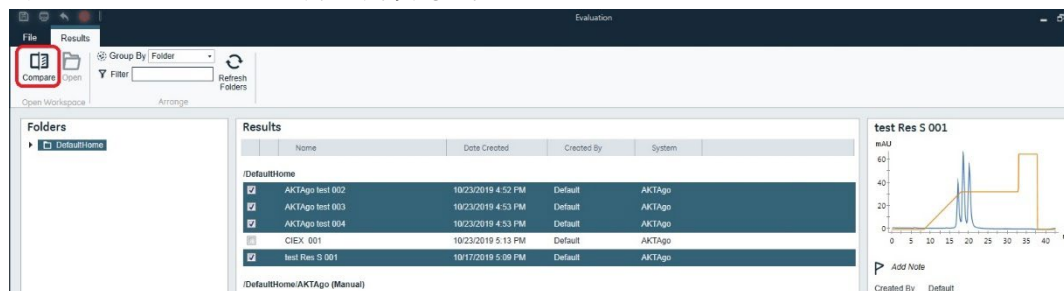 Evaluation
File Results
Compare Open
Group By Folder
Filter
Refresh Folders
Open Workspace Arrange
Folders
DefaultHome
Results
Name Date Created Created By System
/DefaultHome
AKTAgo test 002 10/23/2019 4:52 PM Default AKTAgo
AKTAgo test 003 10/23/2019 4:53 PM Default AKTAgo
AKTAgo test 004 10/23/2019 4:53 PM Default AKTAgo
CIEX 001 10/23/2019 5:13 PM Default AKTAgo
test Res S 001 10/17/2019 5:09 PM Default AKTAgo
/DefaultHome/AKTAgo (Manual)
test Res S 001
mAU
60
40
20
0
0 5 10 15 20 25 30 35 40
Add Note
Created By Default